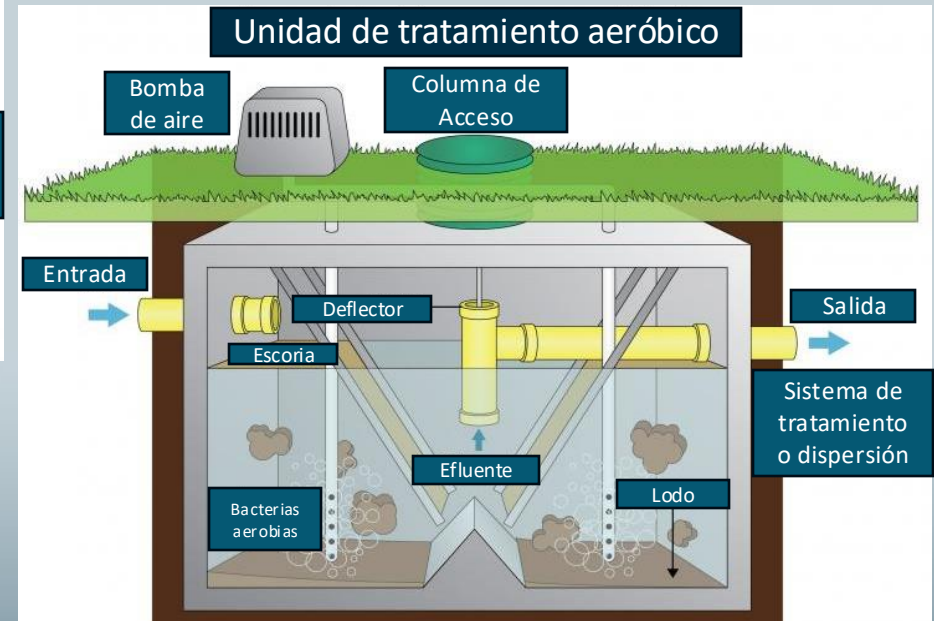 Unidad de tratamiento aeróbico
Bomba
de aire
Columna de
Acceso
Entrada
Deflector
Salida
Escoria
Sistema de
tratamiento
o dispersión
Efluente
Lodo
Bacterias
aerobias